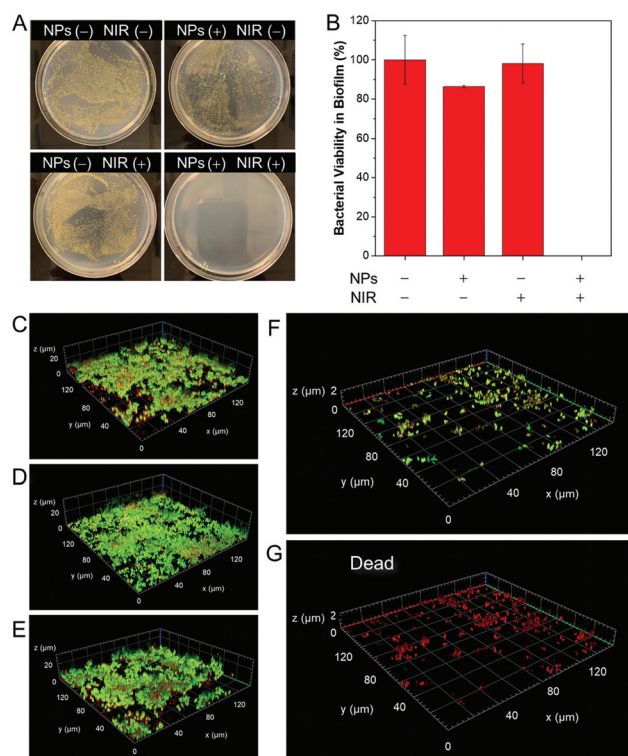 A
NPs (−) NIR (−)
NPs (+) NIR (−)
NPs (−) NIR (+)
NPs (+) NIR (+)
B
Bacterial Viability in Biofilm (%)
120
100
80
60
40
20
0
NPs − + − +
NIR − − + +
C
z (µm)
20
0
120
80
40
y (µm)
0
40
80
120
x (µm)
D
z (µm)
20
0
120
80
40
y (µm)
0
40
80
120
x (µm)
E
z (µm)
20
0
120
80
40
y (µm)
0
40
80
120
x (µm)
F
z (µm)
2
0
120
80
40
y (µm)
0
40
80
120
x (µm)
G
Dead
z (µm)
2
0
120
80
40
y (µm)
0
40
80
120
x (µm)